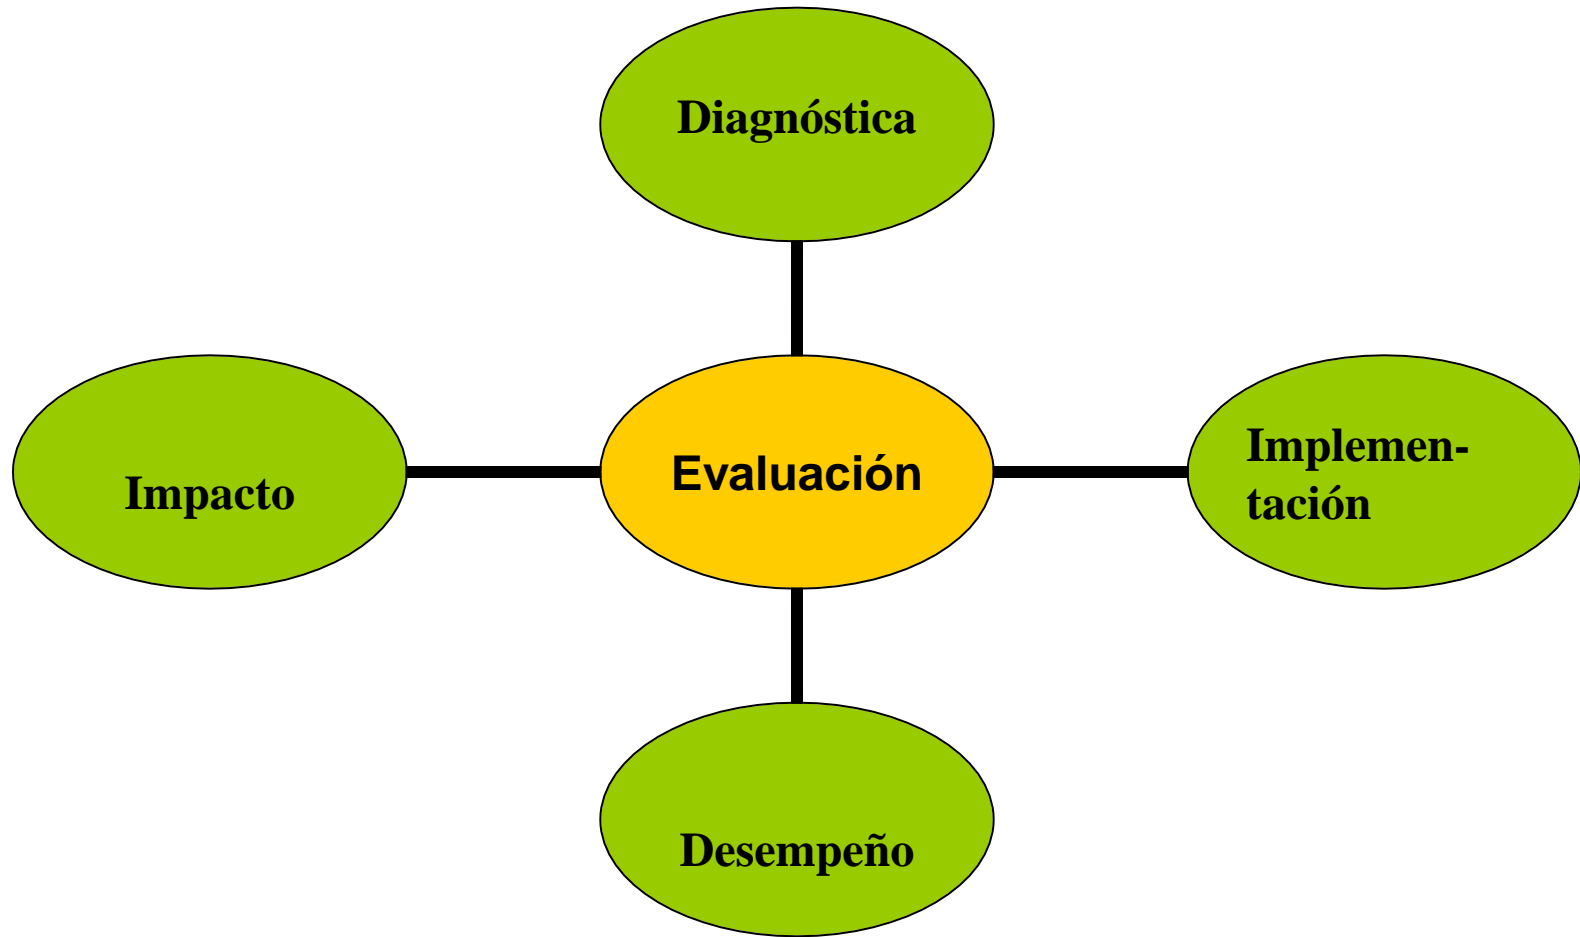 Diagnóstica
Impacto
Evaluación
Implemen-
tación
Desempeño